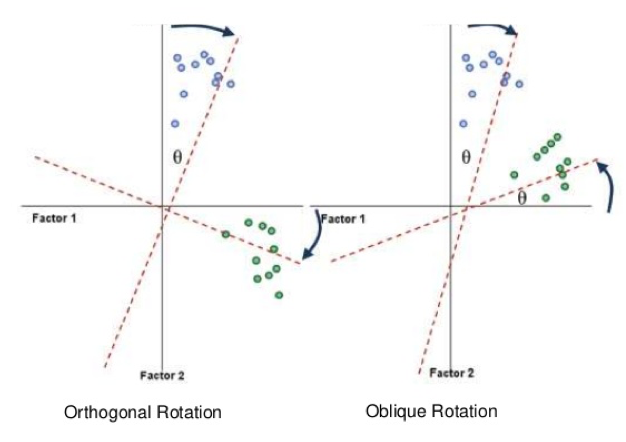 θ
θ
θ
Factor 1
Factor 1
Factor 2
Factor 2
Orthogonal Rotation
Oblique Rotation